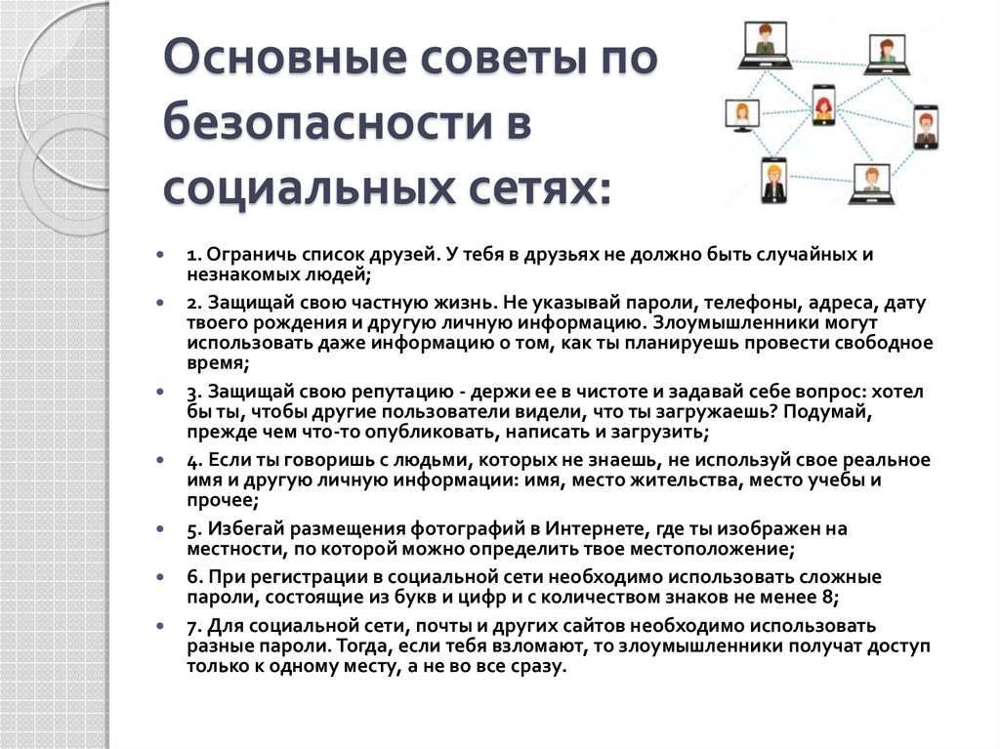 Основные советы по
безопасности в
социальных сетях:
1. Ограничь список друзей. У тебя в друзьях не должно быть случайных и
незнакомых людей;
2. Защищай свою частную жизнь. Не указывай пароли, телефоны, адреса, дату
твоего рождения и другую личную информацию. Злоумышленники могут
использовать даже информацию о том, как ты планируешь провести свободное
время;
3. Защищай свою репутацию - держи ее в чистоте и задавай себе вопрос: хотел
бы ты, чтобы другие пользователи видели, что ты загружаешь? Подумай,
прежде чем что-то опубликовать, написать и загрузить;
4. Если ты говоришь с людьми, которых не знаешь, не используй свое реальное
имя и другую личную информации: имя, место жительства, место учебы и
прочее;
5. Избегай размещения фотографий в Интернете, где ты изображен на
местности, по которой можно определить твое местоположение;
6. При регистрации в социальной сети необходимо использовать сложные
пароли, состоящие из букв и цифр и с количеством знаков не менее 8;
7. Для социальной сети, почты и других сайтов необходимо использовать
разные пароли. Тогда, если тебя взломают, то злоумышленники получат доступ
только к одному месту, а не во все сразу.